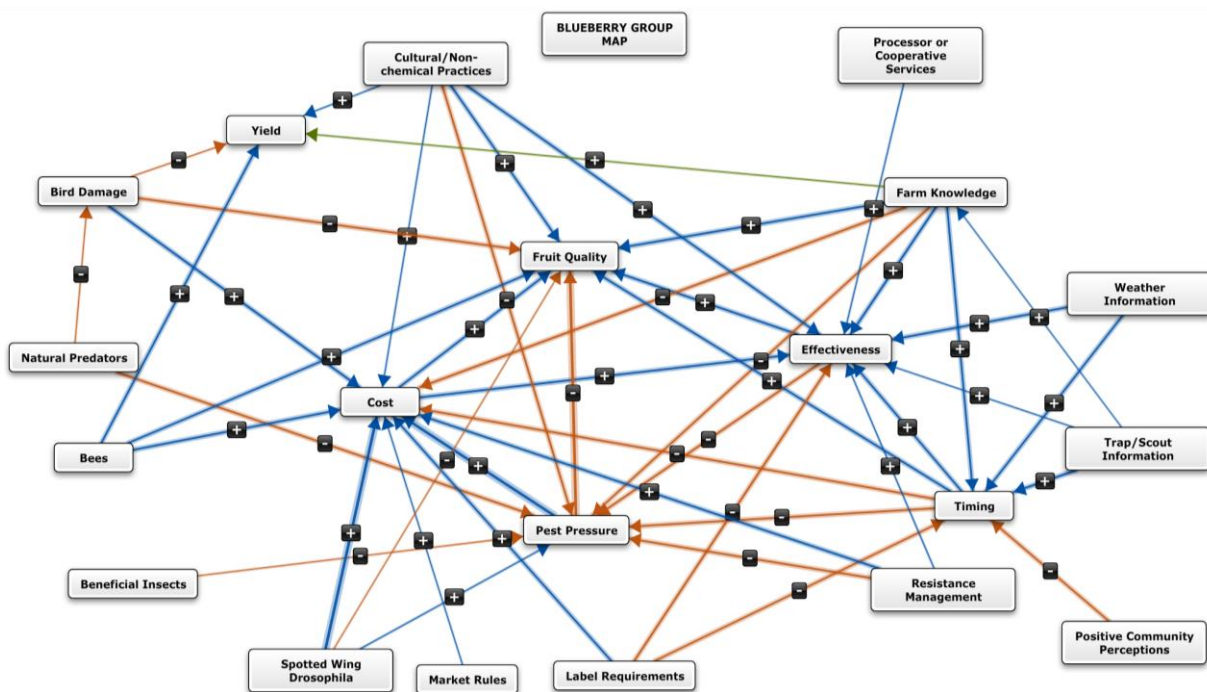 BLUEBERRY GROUP
MAP
Cultural/Non-
chemical Practices
Processor or
Cooperative
Services
Yield
Bird Damage
Farm Knowledge
Fruit Quality
Weather
Information
Natural Predators
Effectiveness
Cost
Bees
Trap/Scout
Information
Timing
Pest Pressure
Beneficial Insects
Resistance
Management
Positive Community
Perceptions
Spotted Wing
Drosophila
Market Rules
Label Requirements